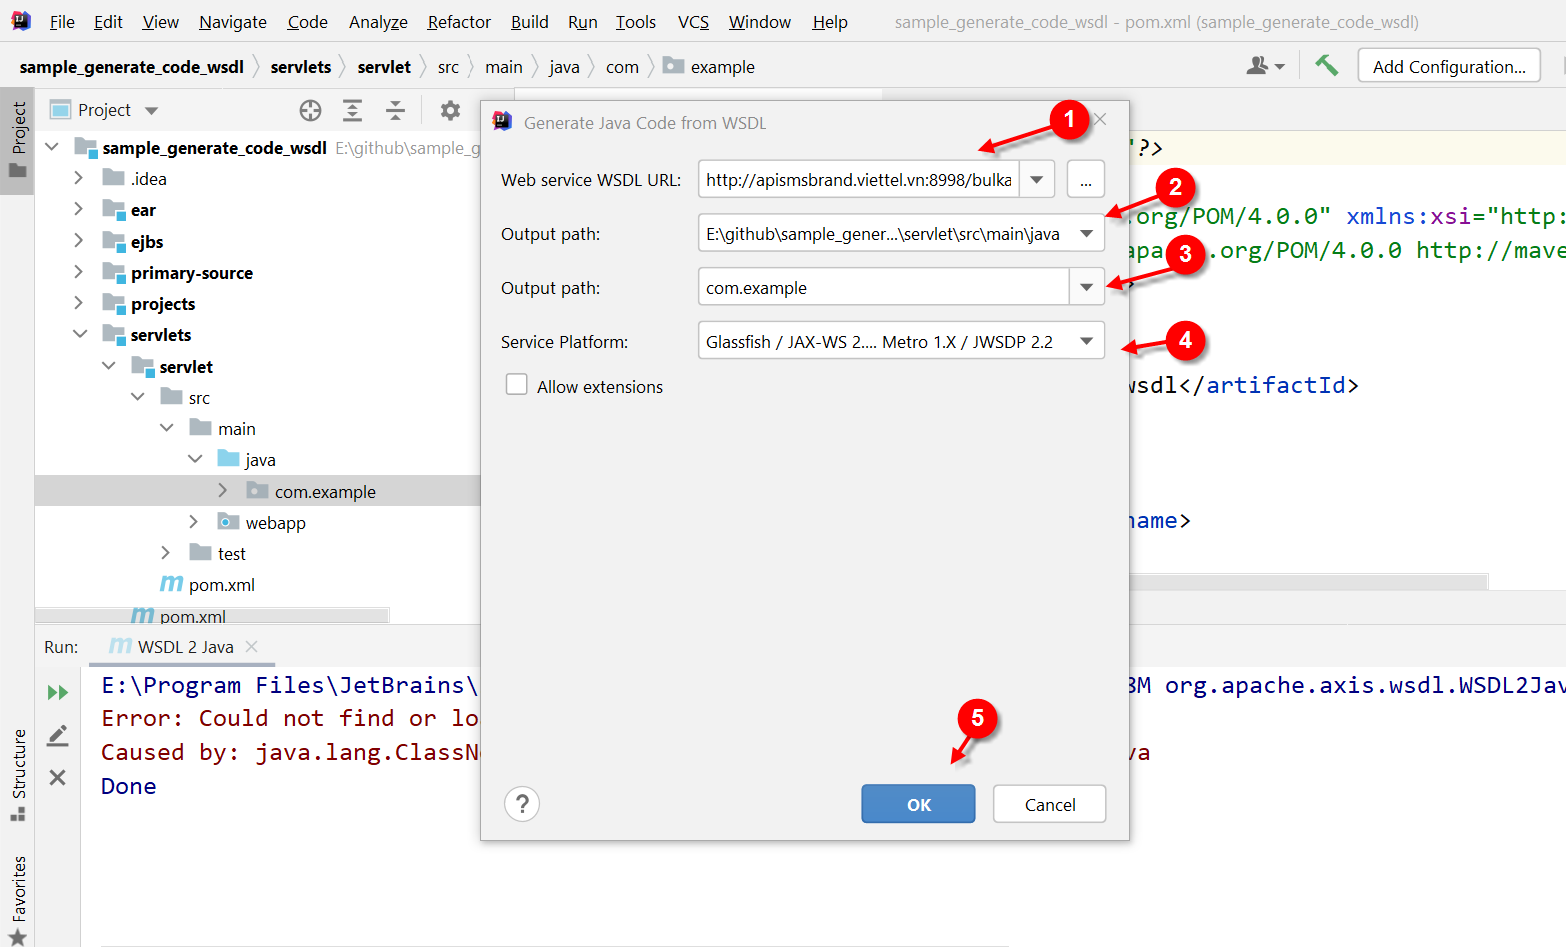 File Edit View Navigate Code Analyze Refactor Build Run Tools VCS Window Help sample_generate_code_wsdl - pom.xml (sample_generate_code_wsdl)
sample_generate_code_wsdl servlets servlet src main java com example Add Configuration...
Project
Project
Generate Java Code from WSDL
1
Web service WSDL URL: http://apismsbrand.viettel.vn:8998/bulka ...
2
Output path: E:\github\sample_gener...\servlet\src\main\java
3
Output path: com.example
Service Platform: Glassfish / JAX-WS 2.... Metro 1.X / JWSDP 2.2
4
Allow extensions
5
? OK Cancel
sample_generate_code_wsdl E:\github\sample_g
.idea
ear
ejbs
primary-source
projects
servlets
servlet
src
main
java
com.example
webapp
test
pom.xml
pom.xml
"?>
.org/POM/4.0.0" xmlns:xsi="http:
apa .org/POM/4.0.0 http://mave
wsdl</artifactId>
name>
Run: WSDL 2 Java
E:\Program Files\JetBrains\ 3M org.apache.axis.wsdl.WSDL2Jav
Error: Could not find or lo
Caused by: java.lang.ClassN va
Done
Structure
Favorites